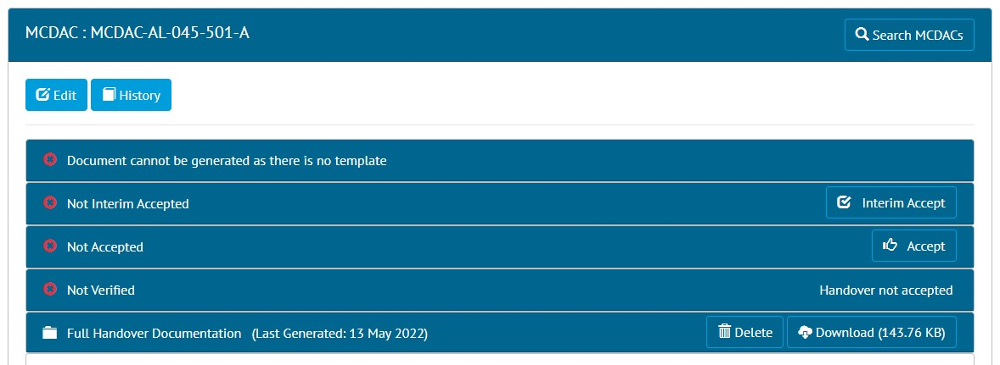 MCDAC : MCDAC-AL-045-501-A
Search MCDACs
Edit
History
Document cannot be generated as there is no template
Not Interim Accepted
Interim Accept
Not Accepted
Accept
Not Verified
Handover not accepted
Full Handover Documentation (Last Generated: 13 May 2022)
Delete
Download (143.76 KB)